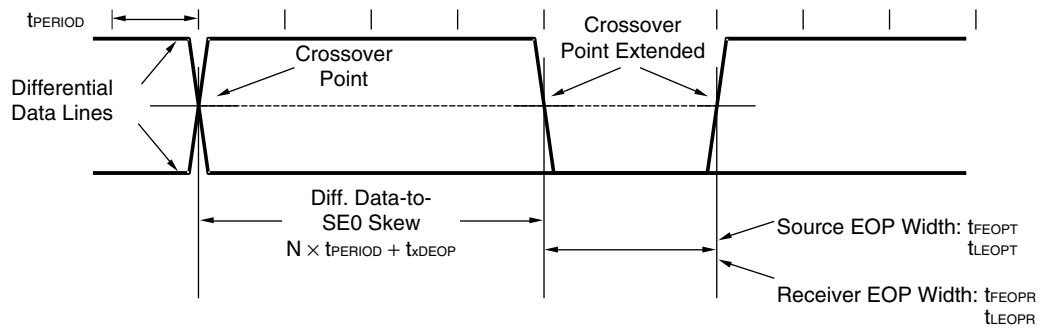 tPERIOD
Differential
Data Lines
Crossover
Point
Crossover
Point Extended
Diff. Data-to-
SE0 Skew
N × tPERIOD + txDEOP
Source EOP Width: tFEOPT
tLEOPT
Receiver EOP Width: tFEOPR
tLEOPR